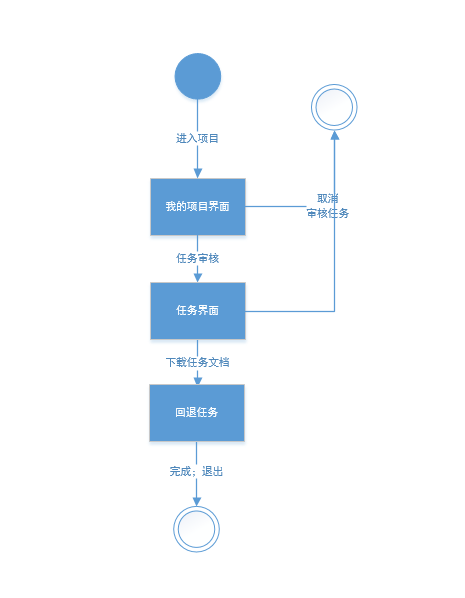 进入项目
我的项目界面
取消
审核任务
任务审核
任务界面
下载任务文档
回退任务
完成；退出